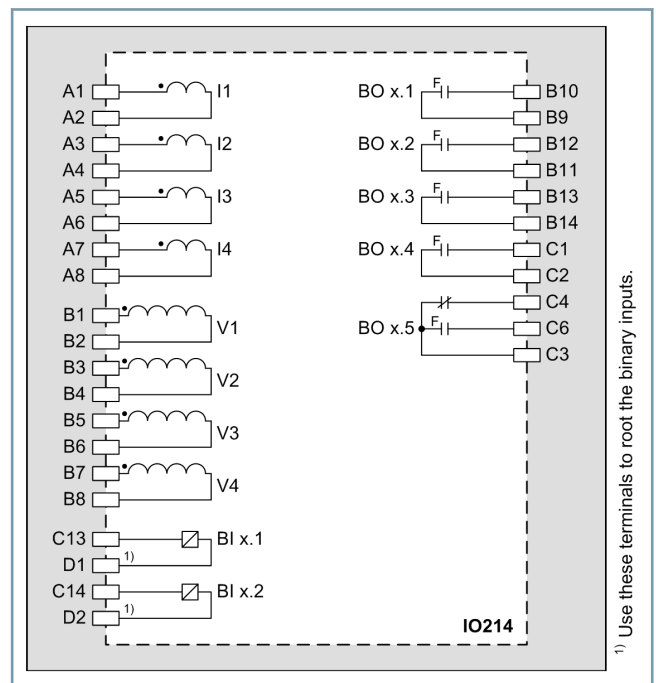 A1 I1
A2
A3 I2
A4
A5 I3
A6
A7 I4
A8
B1 V1
B2
B3 V2
B4
B5 V3
B6
B7 V4
B8
C13 BI x.1
D1 1)
C14 BI x.2
D2 1)
BO x.1 F B10
B9
BO x.2 F B12
B11
BO x.3 F B13
B14
BO x.4 F C1
C2
C4
BO x.5 F C6
C3
IO214
1) Use these terminals to root the binary inputs.